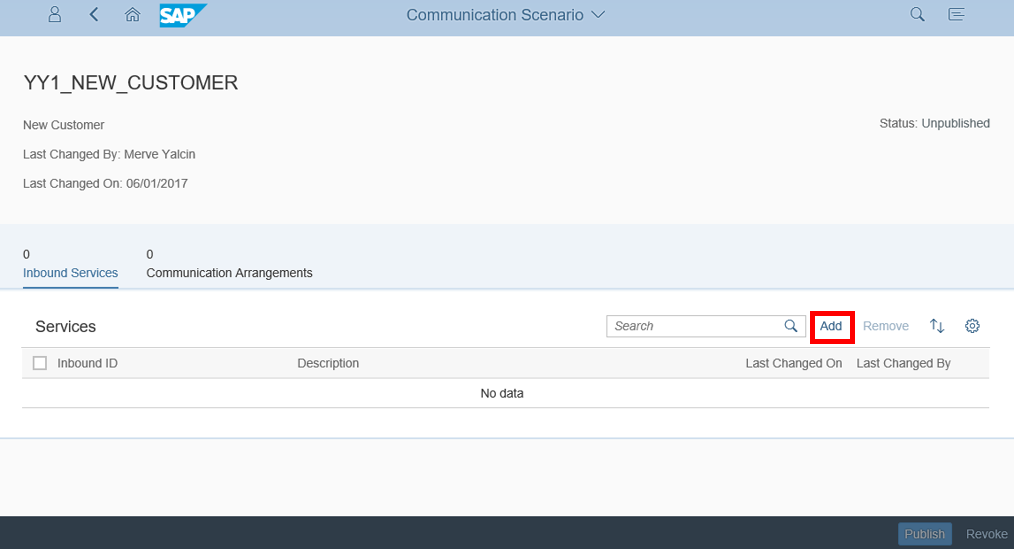 SAP
Communication Scenario
YY1_NEW_CUSTOMER
New Customer
Status: Unpublished
Last Changed By: Merve Yalcin
Last Changed On: 06/01/2017
0 0
Inbound Services Communication Arrangements
Services Search Add Remove
Inbound ID Description Last Changed On Last Changed By
No data
Publish Revoke